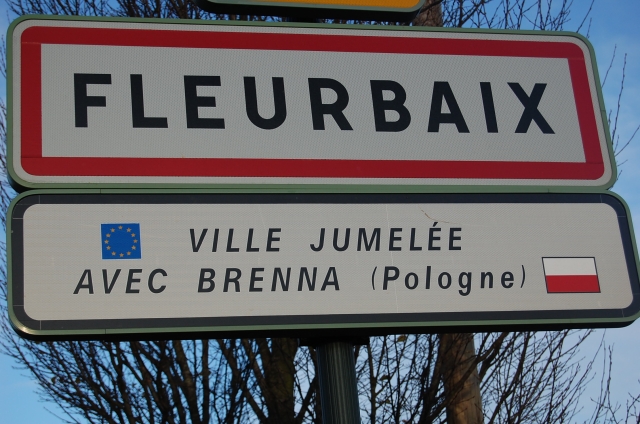 FLEURBAIX
VILLE JUMELÉE
AVEC BRENNA (Pologne)